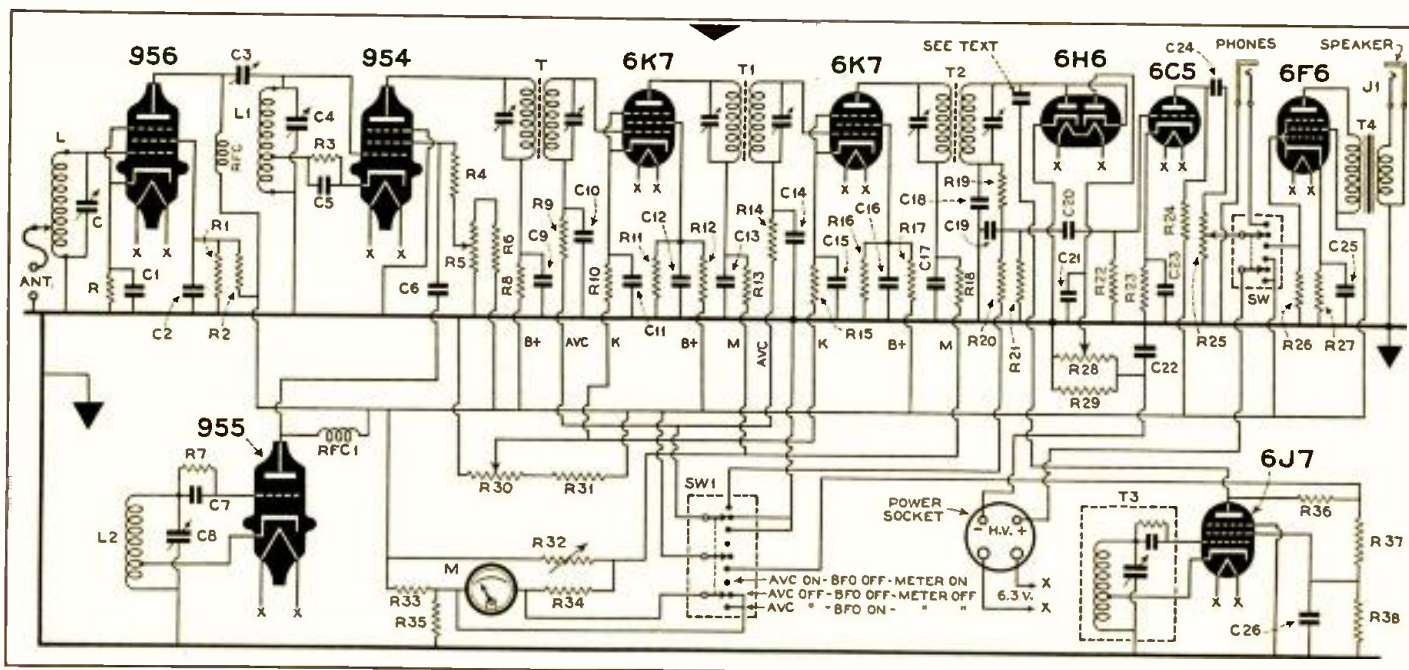 956
C3
954
T
6K7
T1
6K7
T2
SEE TEXT
6H6
6C5
C24
PHONES
6F6
SPEAKER
J1
L
C
L1
C4
R3
C5
RFC
R4
R5
R6
R1
ANT.
R
C1
C2
R2
C6
R8
C9
R9
C10
R10
C11
R11
C12
R12
C13
R13
R14
C14
R15
C15
R16
C16
R17
C17
R18
R19
C18
C19
R20
R21
C20
C21
R22
R23
C23
R24
R25
SW
R26
R27
C25
T4
B+
AVC
K
B+
M
AVC
K
B+
M
R28
R29
C22
955
RFC1
R7
C7
L2
C8
R30
R31
SW1
R32
M
R33
R34
R35
POWER
SOCKET
- H.V. +
6.3 V.
X
X
AVC ON-BFO OFF-METER ON
AVC OFF-BFO OFF-METER OFF
AVC " -BFO ON- " "
T3
6J7
R36
R37
R38
C26
X X
X X
X X
X X
X X
X X
X X
X X
X X